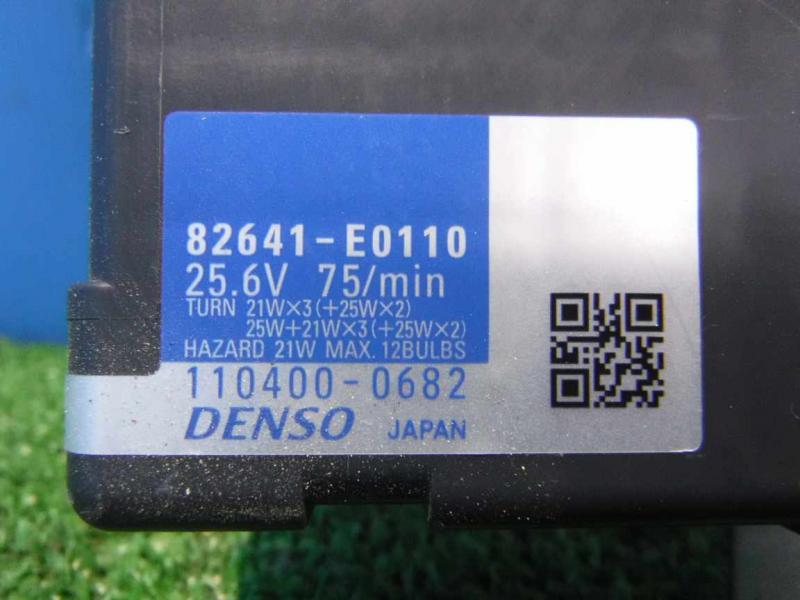 82641-E0110
25.6V 75/min
TURN 21W×3(+25W×2)
25W+21W×3(+25W×2)
HAZARD 21W MAX. 12BULBS
110400-0682
DENSO JAPAN